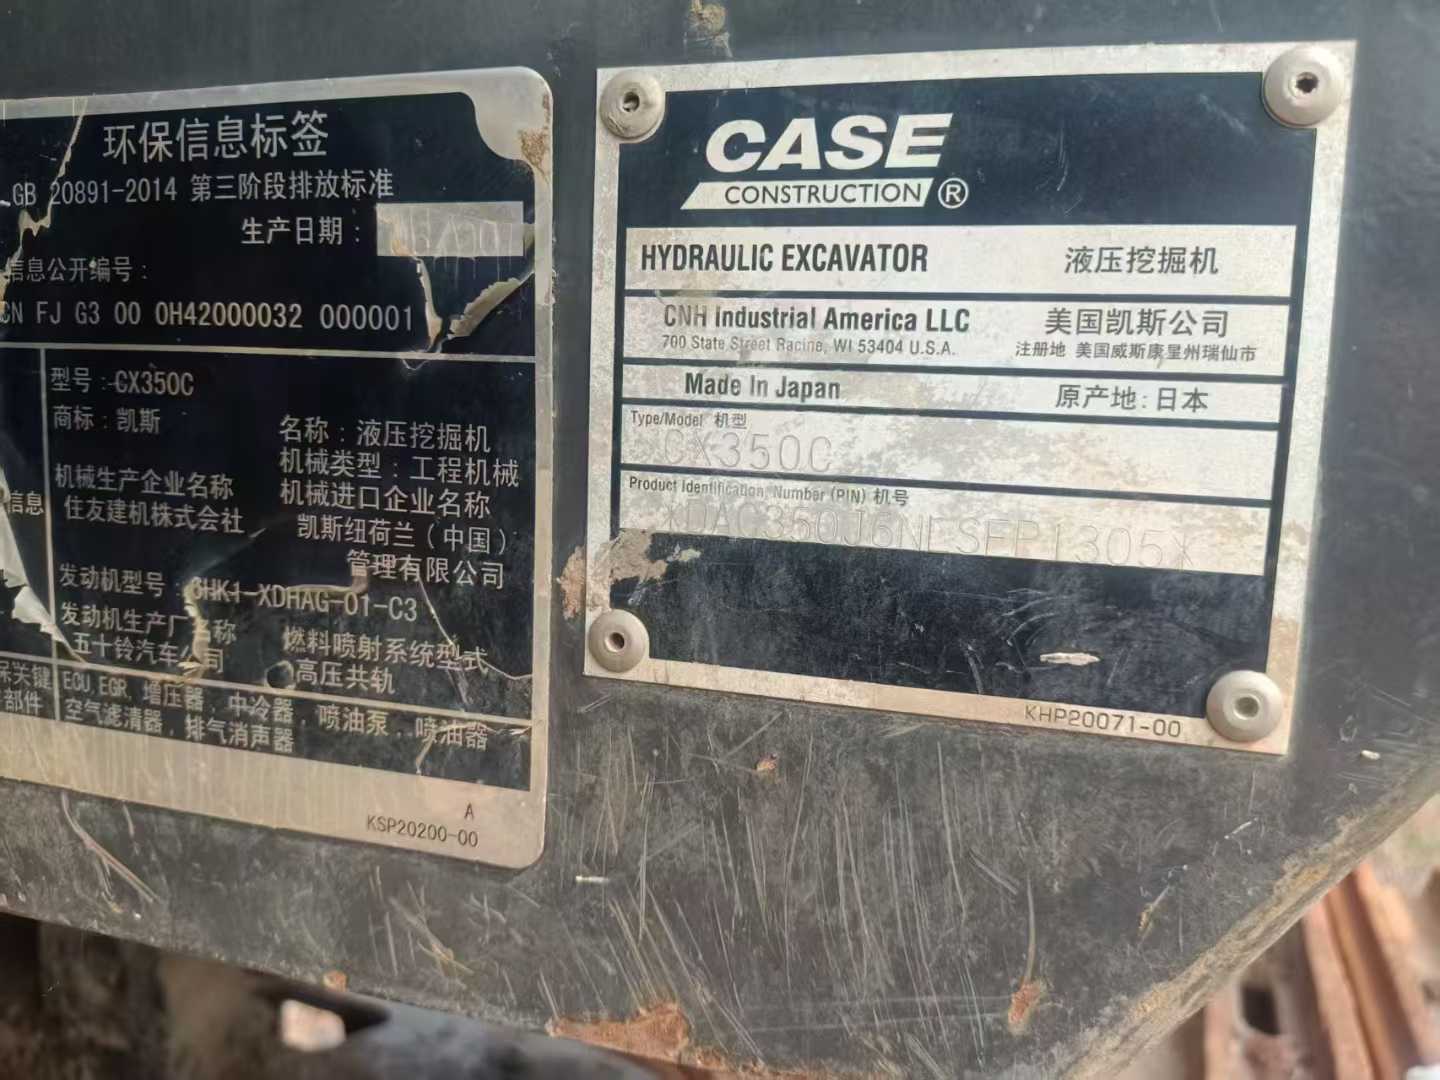 环保信息标签
GB 20891-2014 第三阶段排放标准
生产日期：
信息公开编号：
CN FJ G3 00 0H42000032 000001
信息
型号：CX350C
商标：凯斯
名称：液压挖掘机
机械类型：工程机械
机械生产企业名称
住友建机株式会社
机械进口企业名称
凯斯纽荷兰（中国）
管理有限公司
发动机型号：6HK1-XDHAG-01-C3
发动机生产厂名称
五十铃汽车公司
燃料喷射系统型式
高压共轨
保关键
部件
ECU, EGR, 增压器，中冷器，喷油泵，喷油器
空气滤清器，排气消声器
A
KSP20200-00
CASE
CONSTRUCTION ®
HYDRAULIC EXCAVATOR 液压挖掘机
CNH Industrial America LLC 美国凯斯公司
700 State Street Racine, WI 53404 U.S.A. 注册地 美国威斯康星州瑞仙市
Made In Japan 原产地：日本
Type/Model 机型
CX350C
Product Identification Number (PIN) 机号
KHP20071-00